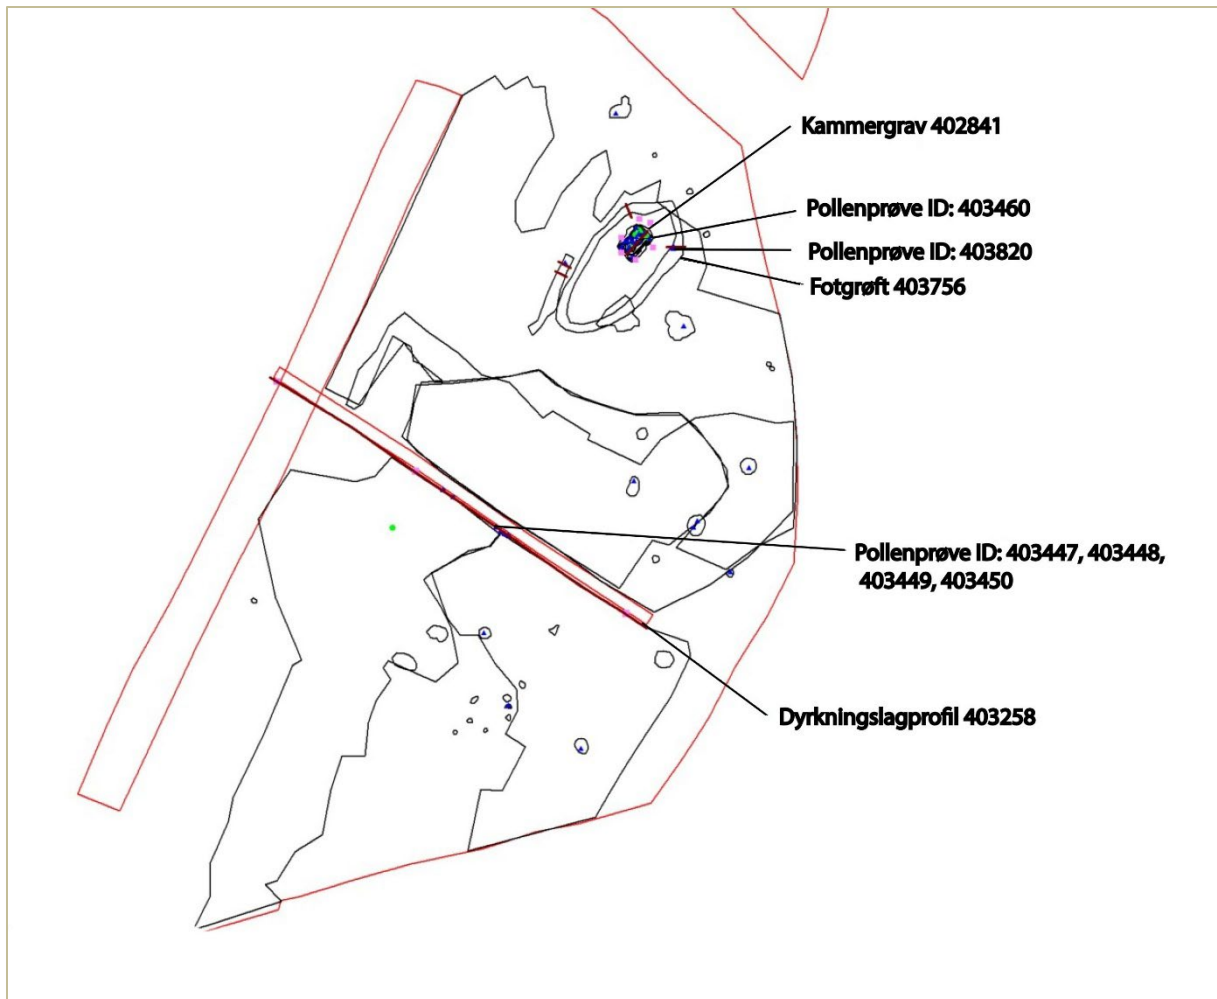 Kammergrav 402841
Pollenprøve ID: 403460
Pollenprøve ID: 403820
Fotgrøft 403756
Pollenprøve ID: 403447, 403448,
403449, 403450
Dyrkningslagprofil 403258